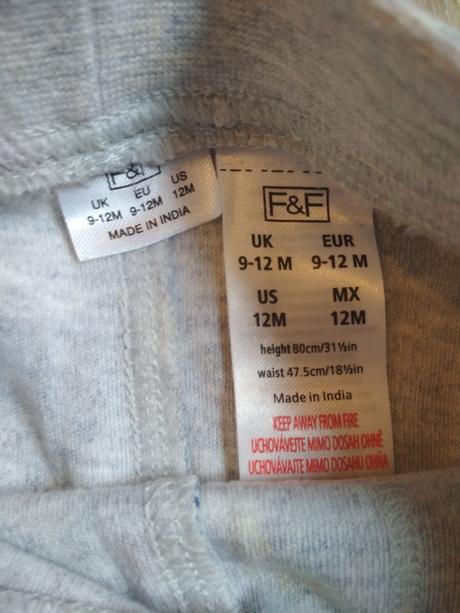 F&F
UK EU US
9-12M 9-12M 12M
MADE IN INDIA
F&F
UK EUR
9-12 M 9-12 M
US MX
12M 12M
height 80cm/31½in
waist 47.5cm/18½in
Made in India
KEEP AWAY FROM FIRE
UCHOVÁVEJTE MIMO DOSAH OHNĚ
UCHOVÁVAJTE MIMO DOSAHU OHŇA